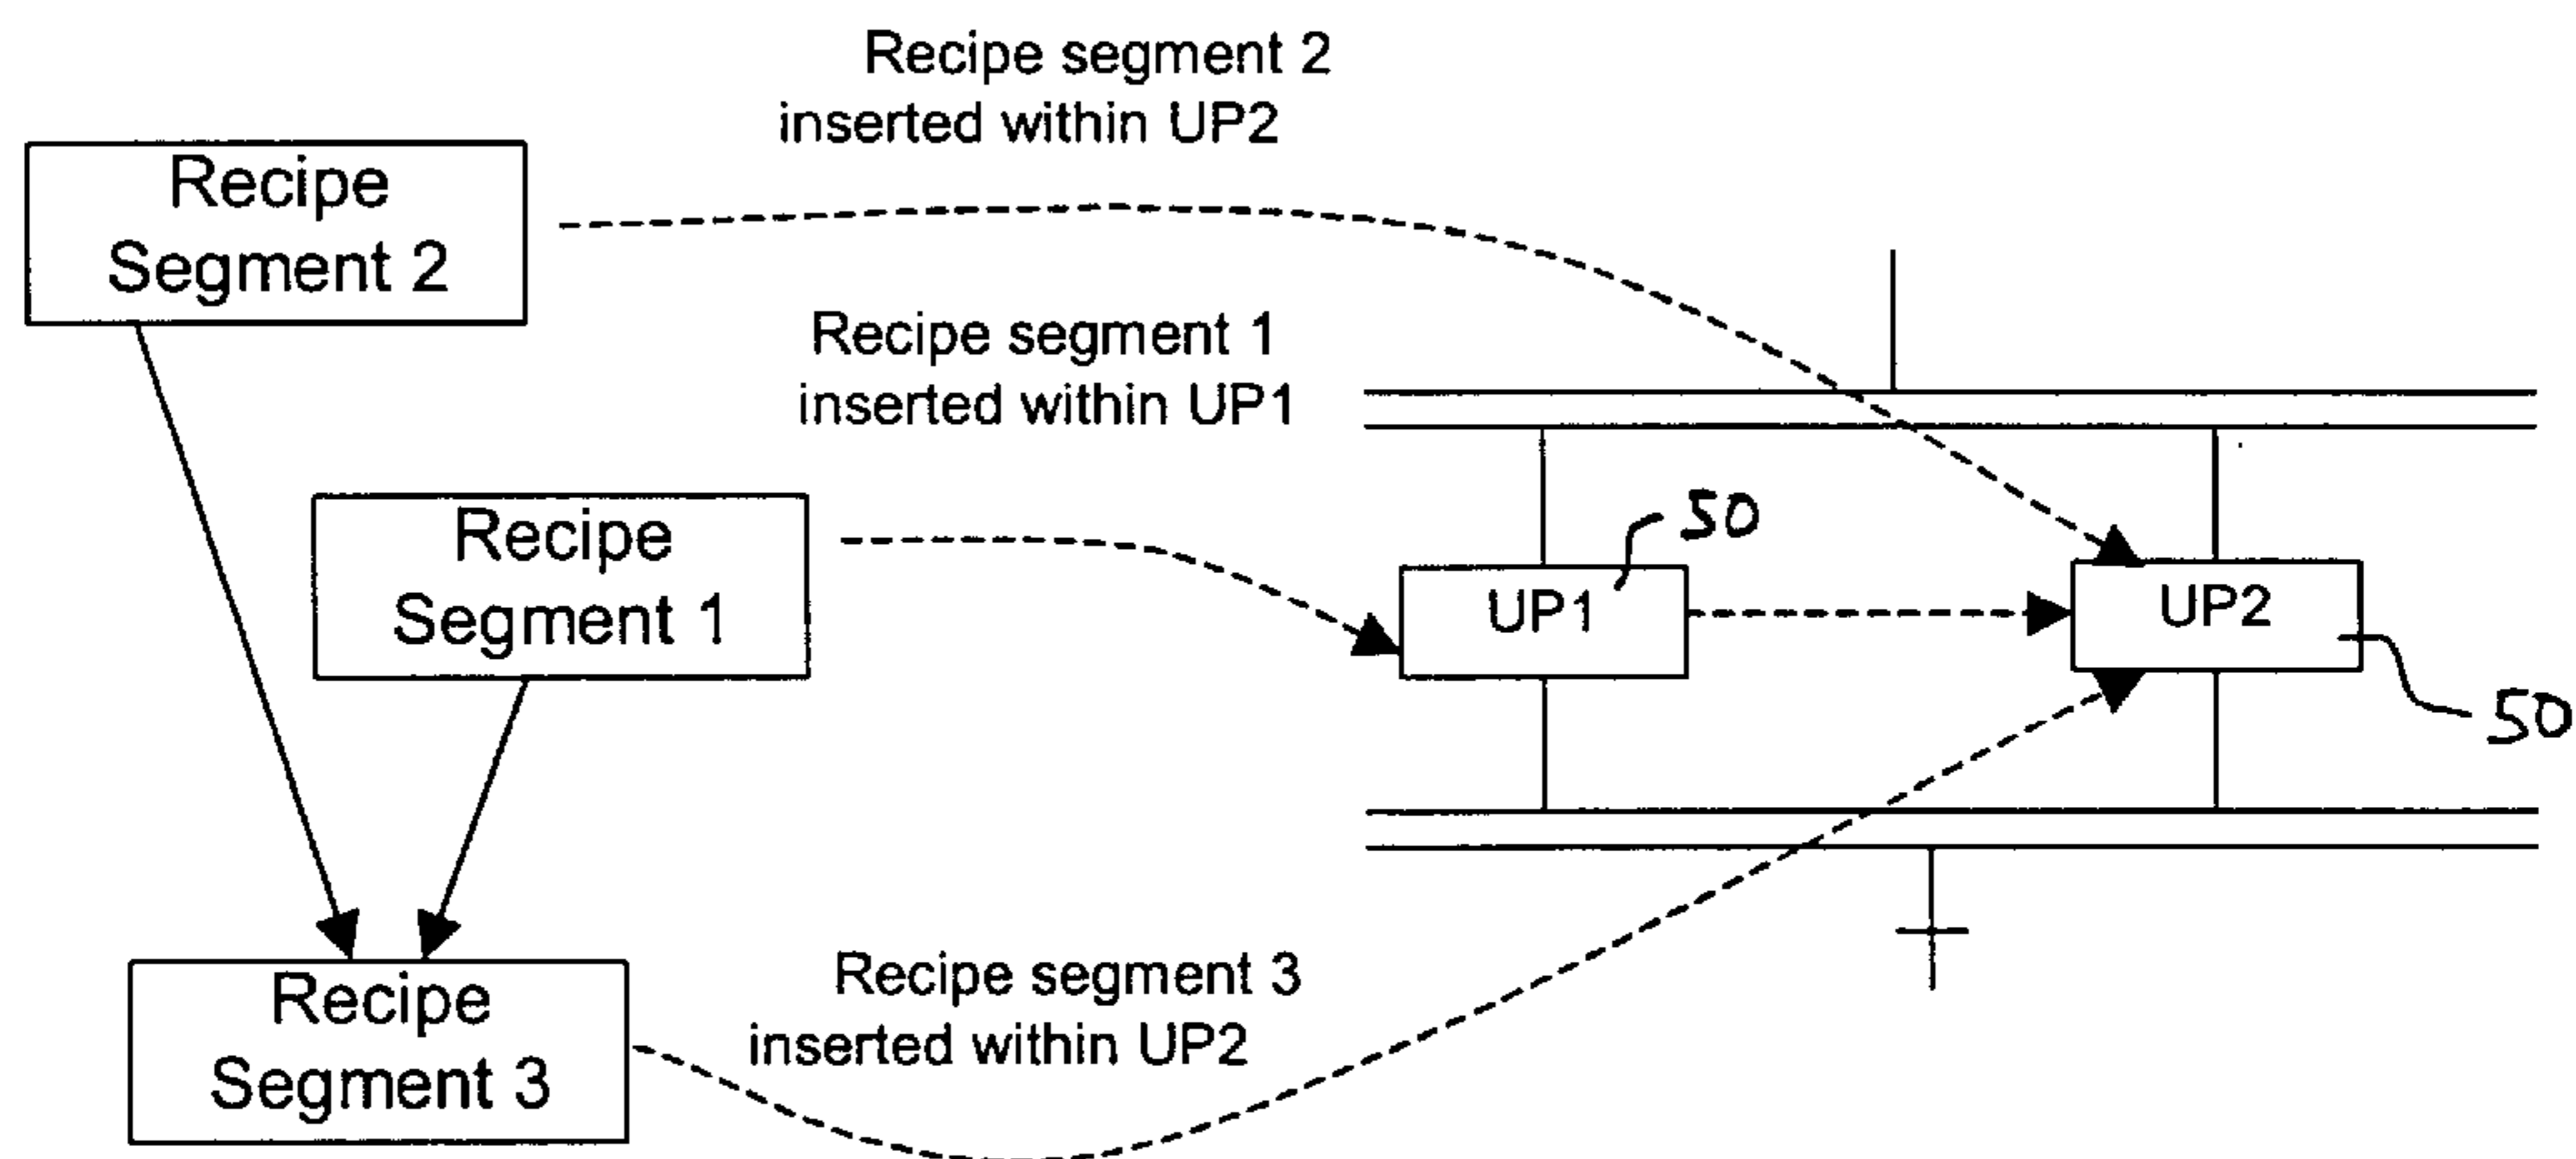 Recipe segment 2
inserted within UP2
Recipe
Segment 2
Recipe segment 1
inserted within UP1
Recipe
Segment 1
50
UP1
UP2
50
Recipe segment 3
inserted within UP2
Recipe
Segment 3